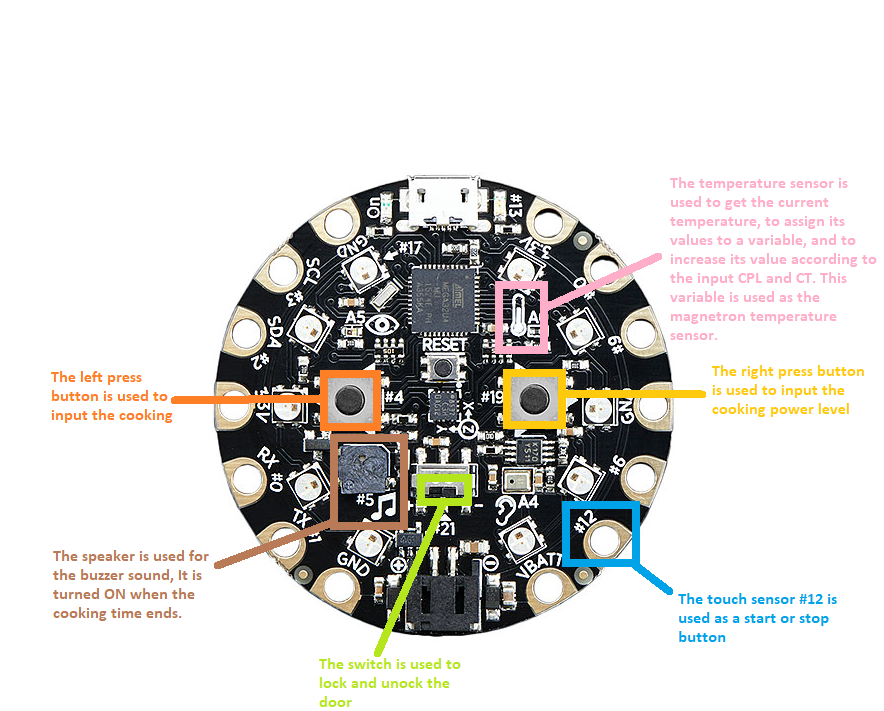 The temperature sensor is
used to get the current
temperature, to assign its
values to a variable, and to
increase its value according to
the input CPL and CT. This
variable is used as the
magnetron temperature
sensor.
The left press
button is used to
input the cooking
The right press button
is used to input the
cooking power level
The speaker is used for
the buzzer sound, It is
turned ON when the
cooking time ends.
The touch sensor #12 is
used as a start or stop
button
The switch is used to
lock and unock the
door
On
#13
GND
#17
3.3V
SCL
#3
A5
SDA
#2
RESET
#9
3.3V
#4
#19
GND
X
Y
Z
RX
#0
#5
#6
TX
#21
A4
#12
GND
VBATT
ATMEL